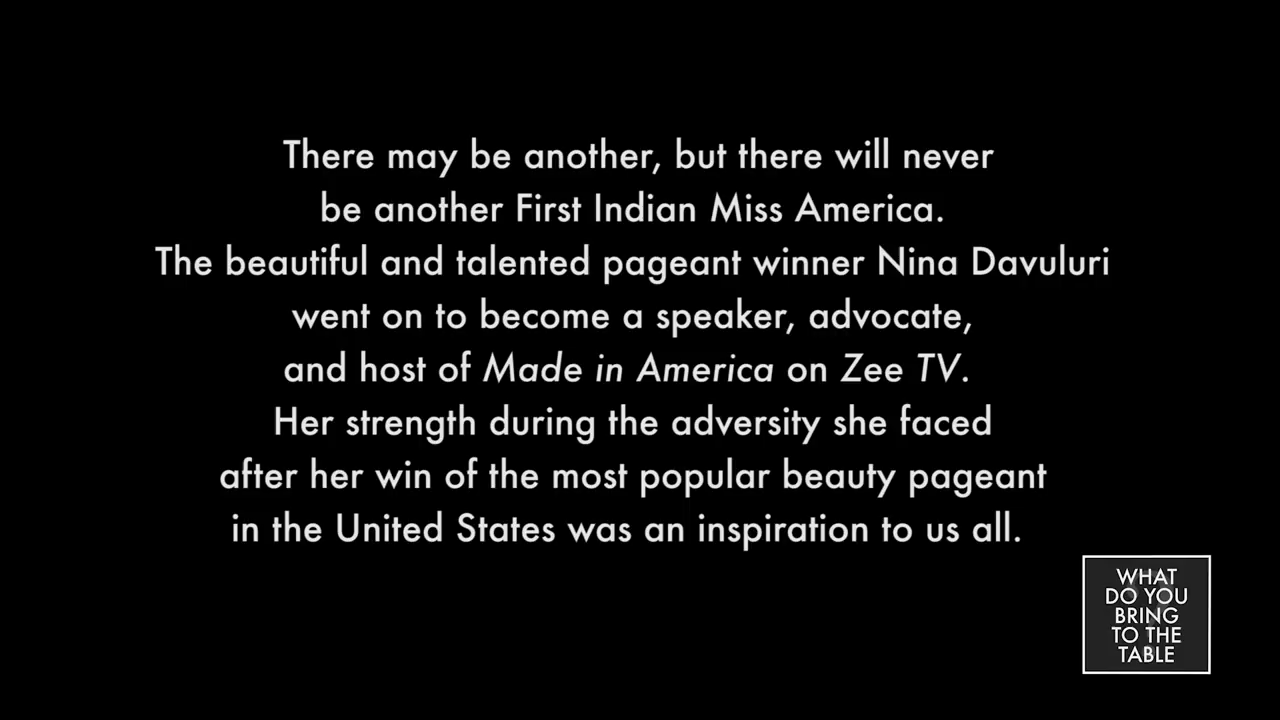 There may be another, but there will never
be another First Indian Miss America.
The beautiful and talented pageant winner Nina Davuluri
went on to become a speaker, advocate,
and host of Made in America on Zee TV.
Her strength during the adversity she faced
after her win of the most popular beauty pageant
in the United States was an inspiration to us all.
WHAT
DO YOU
BRING
TO THE
TABLE